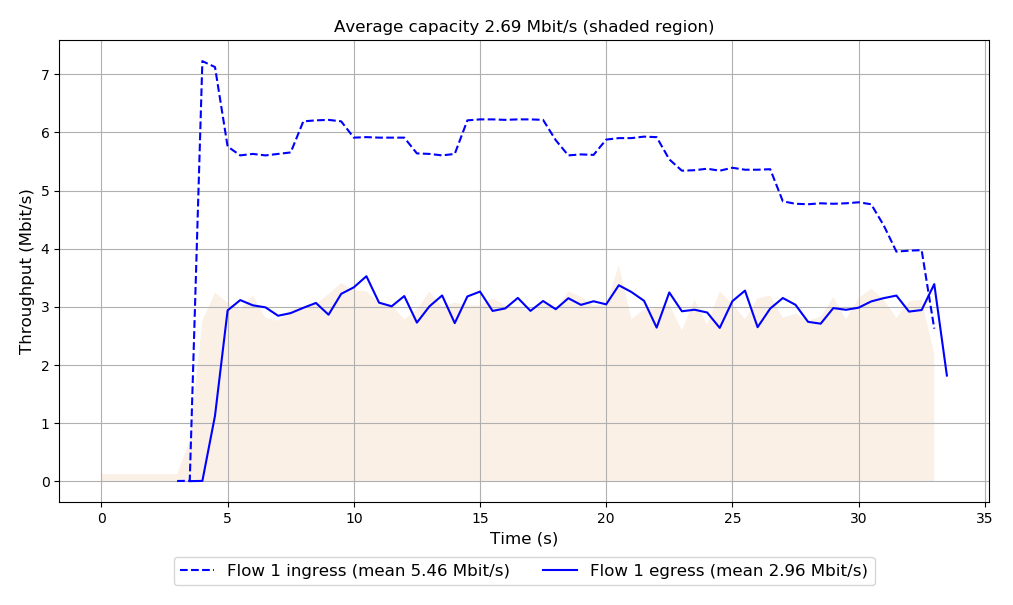 Average capacity 2.69 Mbit/s (shaded region)
Throughput (Mbit/s)
7
6
5
4
3
2
1
0
0 5 10 15 20 25 30 35
Time (s)
Flow 1 ingress (mean 5.46 Mbit/s) Flow 1 egress (mean 2.96 Mbit/s)